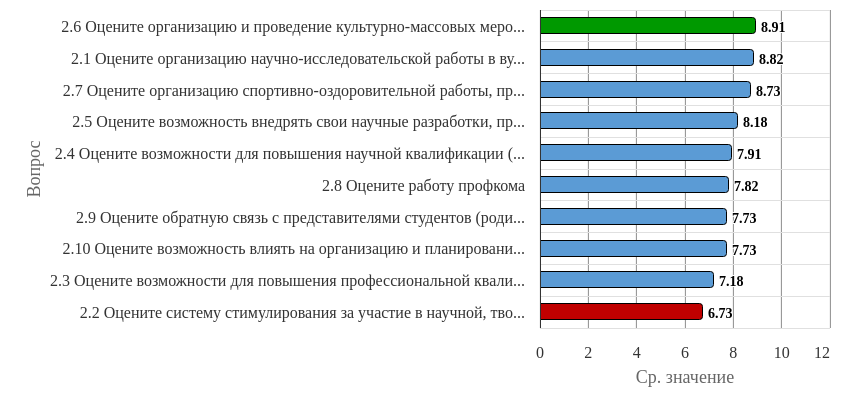 2.6 Оцените организацию и проведение культурно-массовых меро... 8.91
2.1 Оцените организацию научно-исследовательской работы в ву... 8.82
2.7 Оцените организацию спортивно-оздоровительной работы, пр... 8.73
2.5 Оцените возможность внедрять свои научные разработки, пр... 8.18
2.4 Оцените возможности для повышения научной квалификации (... 7.91
2.8 Оцените работу профкома 7.82
2.9 Оцените обратную связь с представителями студентов (роди... 7.73
2.10 Оцените возможность влиять на организацию и планировани... 7.73
2.3 Оцените возможности для повышения профессиональной квали... 7.18
2.2 Оцените систему стимулирования за участие в научной, тво... 6.73
Вопрос
0 2 4 6 8 10 12
Ср. значение